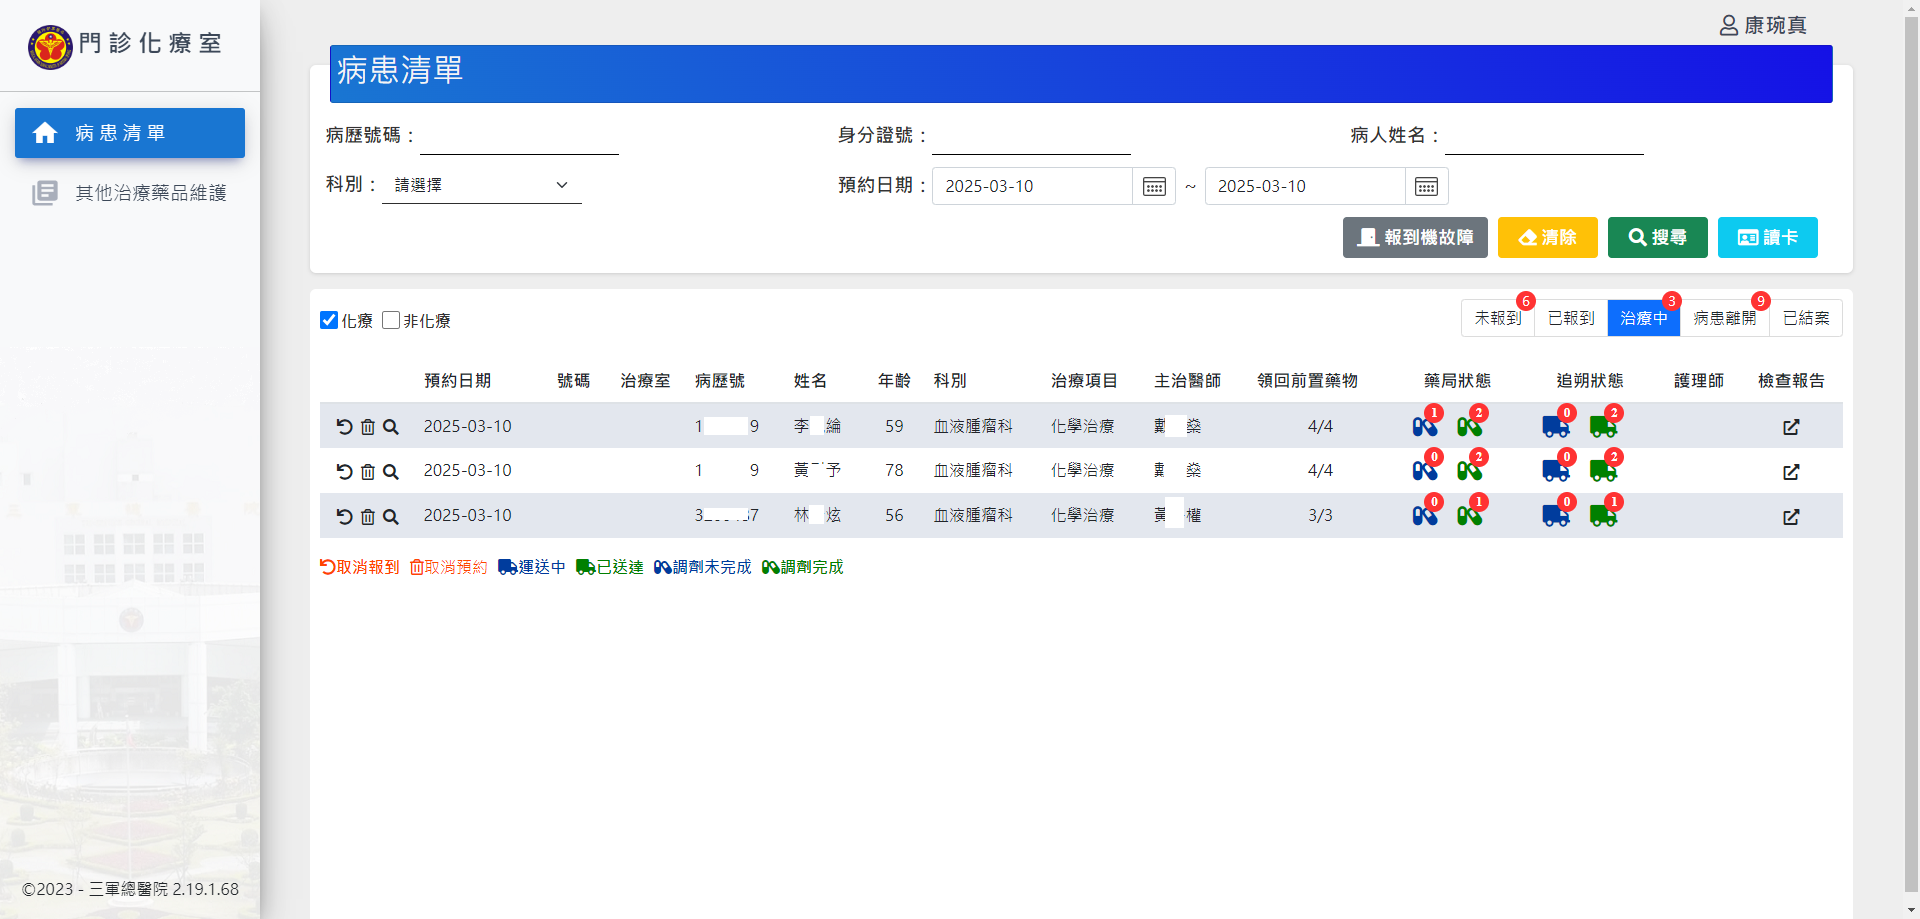 門診化療室
康琬真
病患清單
病患清單
其他治療藥品維護
病歷號碼：
身分證號：
病人姓名：
科別： 請選擇
預約日期： 2025-03-10 ~ 2025-03-10
報到機故障 清除 搜尋 讀卡
化療 非化療
未報到 6 已報到 治療中 3 病患離開 9 已結案
預約日期 號碼 治療室 病歷號 姓名 年齡 科別 治療項目 主治醫師 領回前置藥物 藥局狀態 追朔狀態 護理師 檢查報告
2025-03-10 1 9 李 綸 59 血液腫瘤科 化學治療 戴 燊 4/4 1 2 0 2
2025-03-10 1 9 黃 予 78 血液腫瘤科 化學治療 燊 4/4 0 2 0 2
2025-03-10 3 37 林 炫 56 血液腫瘤科 化學治療 黃 權 3/3 0 1 0 1
取消報到 取消預約 運送中 已送達 調劑未完成 調劑完成
©2023 - 三軍總醫院 2.19.1.68